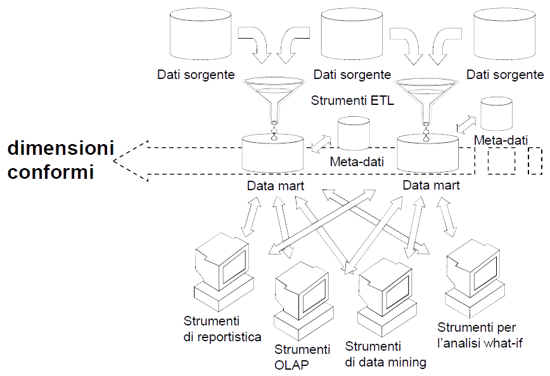 Dati sorgente
Dati sorgente
Dati sorgente
Strumenti ETL
Meta-dati
Meta-dati
dimensioni
conformi
Data mart
Data mart
Strumenti
di reportistica
Strumenti
OLAP
Strumenti
di data mining
Strumenti per
l'analisi what-if